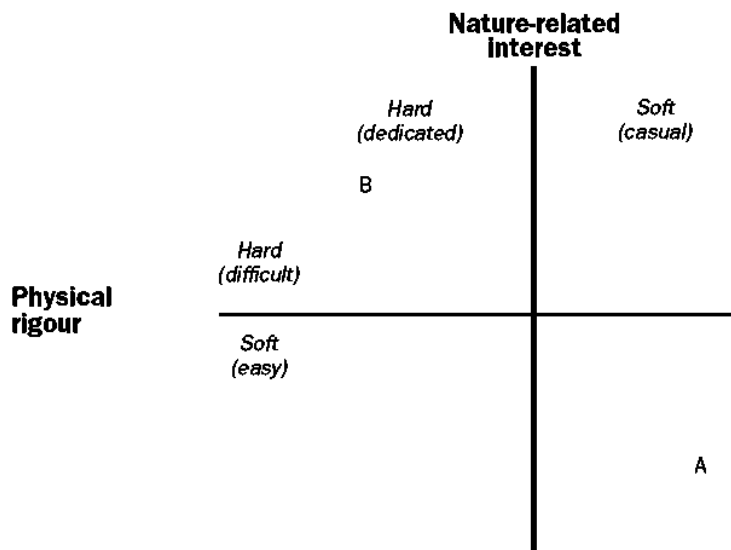 Nature-related
interest
Hard
(dedicated)
Soft
(casual)
B
Hard
(difficult)
Physical
rigour
Soft
(easy)
A